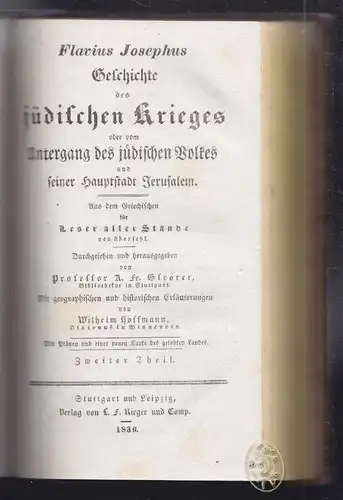 Flavius Josephus
Geschichte
des
jüdischen Krieges
oder vom
Untergang des jüdischen Volkes
und
seiner Hauptstadt Jerusalem.
Aus dem Griechischen
für
Leser aller Stände
neu übersetzt.
Durchgesehen und herausgegeben
von
Professor A. Fr. Gfrörer,
Bibliothekar in Stuttgart.
Mit geographischen und historischen Erläuterungen
von
Wilhelm Hoffmann,
Diaconus in Winnenden.
Mit Plänen und einer neuen Karte des gelobten Landes.
Zweiter Theil.
Stuttgart und Leipzig,
Verlag von L. F. Rieger und Comp.
1836.